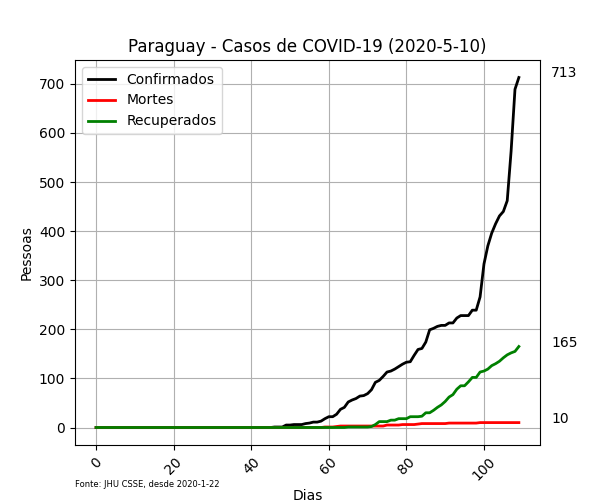 Paraguay - Casos de COVID-19 (2020-5-10)
Confirmados
Mortes
Recuperados
713
165
10
700
600
500
400
300
200
100
0
Pessoas
0
20
40
60
80
100
Fonte: JHU CSSE, desde 2020-1-22
Dias